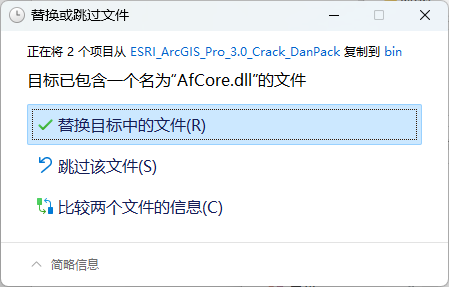 替换或跳过文件
正在将 2 个项目从 ESRI_ArcGIS_Pro_3.0_Crack_DanPack 复制到 bin
目标已包含一个名为“AfCore.dll”的文件
替换目标中的文件(R)
跳过该文件(S)
比较两个文件的信息(C)
简略信息